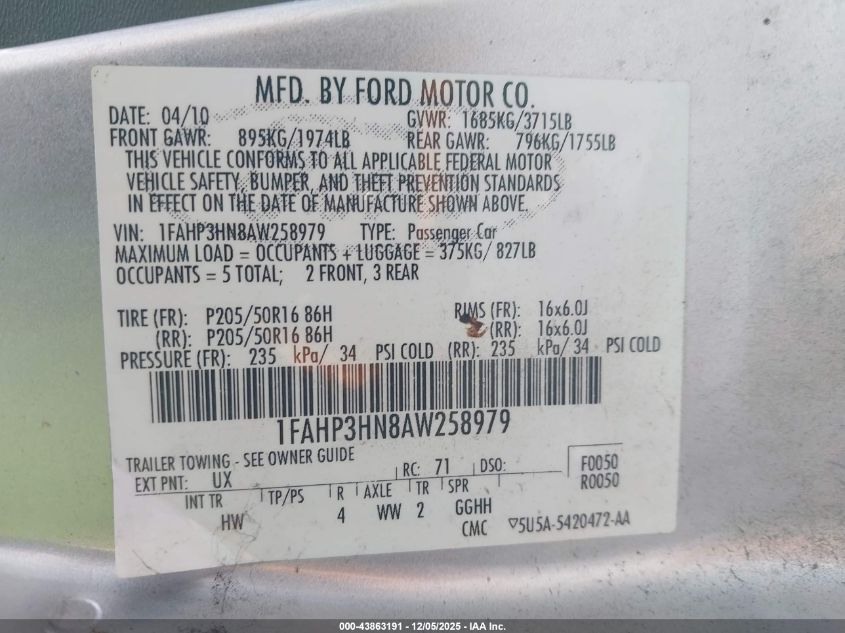 MFD. BY FORD MOTOR CO.
DATE: 04/10 GVWR: 1685KG/3715LB
FRONT GAWR: 895KG/1974LB REAR GAWR: 796KG/1755LB
THIS VEHICLE CONFORMS TO ALL APPLICABLE FEDERAL MOTOR
VEHICLE SAFETY, BUMPER, AND THEFT PREVENTION STANDARDS
IN EFFECT ON THE DATE OF MANUFACTURE SHOWN ABOVE.
VIN: 1FAHP3HN8AW258979 TYPE: Passenger Car
MAXIMUM LOAD = OCCUPANTS + LUGGAGE = 375KG/ 827LB
OCCUPANTS = 5 TOTAL; 2 FRONT, 3 REAR
TIRE (FR): P205/50R16 86H RIMS (FR): 16x6.0J
(RR): P205/50R16 86H (RR): 16x6.0J
PRESSURE (FR): 235 kPa/ 34 PSI COLD (RR): 235 kPa/ 34 PSI COLD
1FAHP3HN8AW258979
TRAILER TOWING - SEE OWNER GUIDE
EXT PNT: UX RC: 71 DSO: F0050
R0050
INT TR TP/PS R AXLE TR SPR
HW 4 WW 2 GGHH
CMC ▽5U5A-5420472-AA
000-43863191 - 12/05/2025 - IAA Inc.